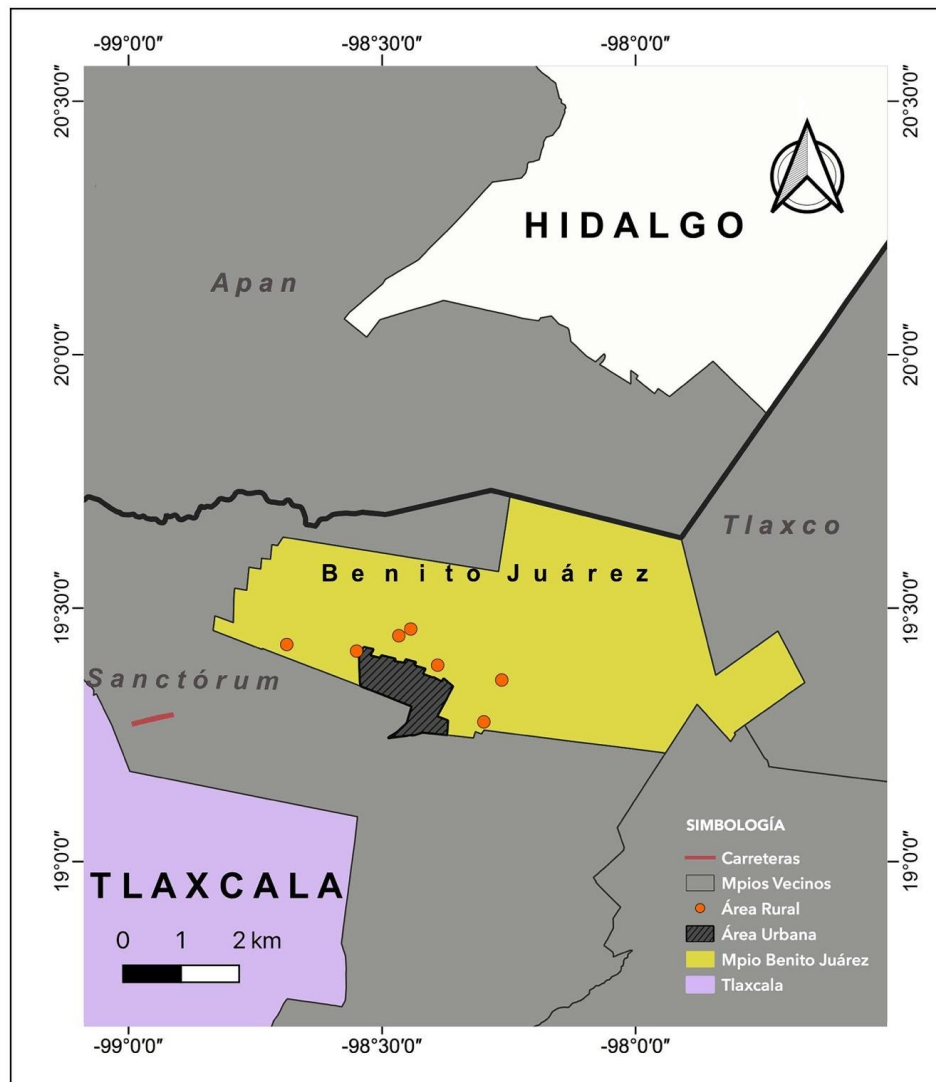 -99°0′0″ -98°30′0″ -98°0′0″
20°30′0″ 20°30′0″
HIDALGO
Apan
20°0′0″ 20°0′0″
Tlaxco
Benito Juárez
19°30′0″ 19°30′0″
Sanctórum
SIMBOLOGÍA
Carreteras
Mpios Vecinos
Área Rural
Área Urbana
Mpio Benito Juárez
Tlaxcala
19°0′0″ 19°0′0″
TLAXCALA
0 1 2 km
-99°0′0″ -98°30′0″ -98°0′0″